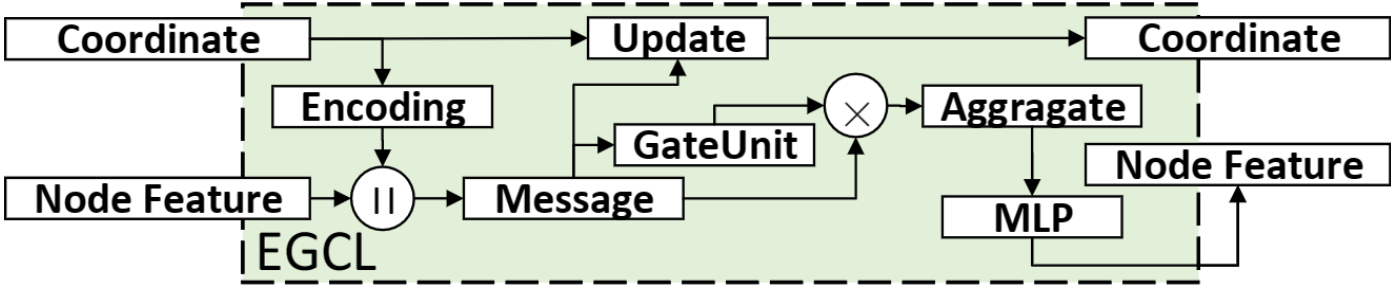 Coordinate
Update
Coordinate
Encoding
×
Aggragate
GateUnit
Node Feature
Node Feature
||
Message
MLP
EGCL